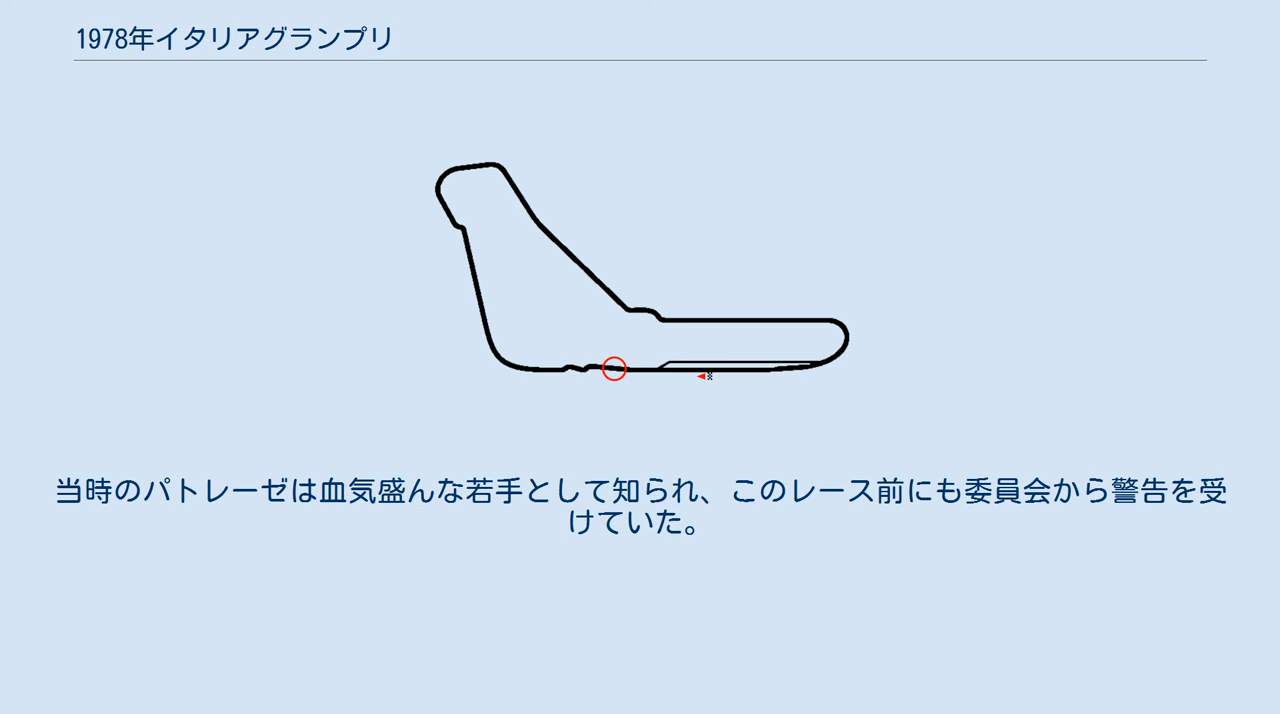 1978年イタリアグランプリ
当時のパトレーゼは血気盛んな若手として知られ、このレース前にも委員会から警告を受
けていた。